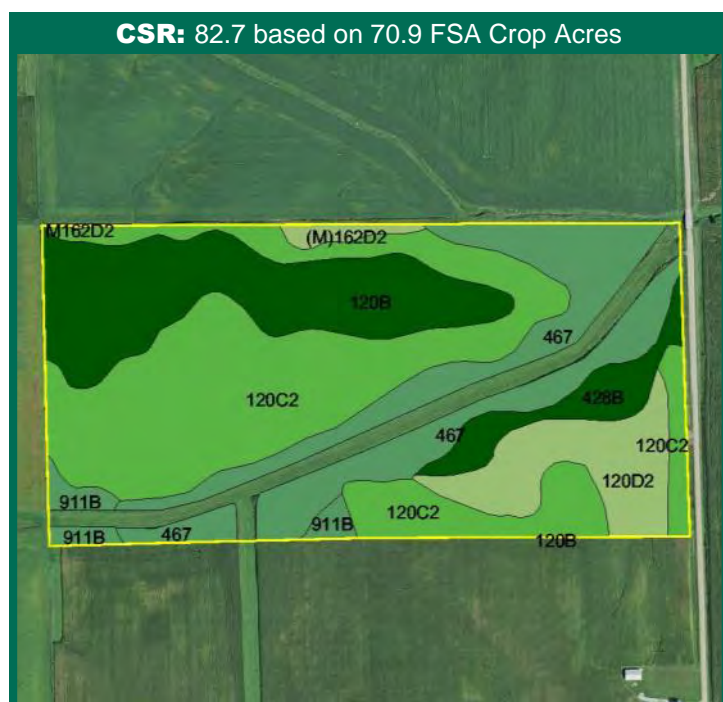 CSR: 82.7 based on 70.9 FSA Crop Acres
M162D2
(M)162D2
120B
467
120C2
428B
467
120C2
120D2
911B
911B
120C2
911B
467
120B